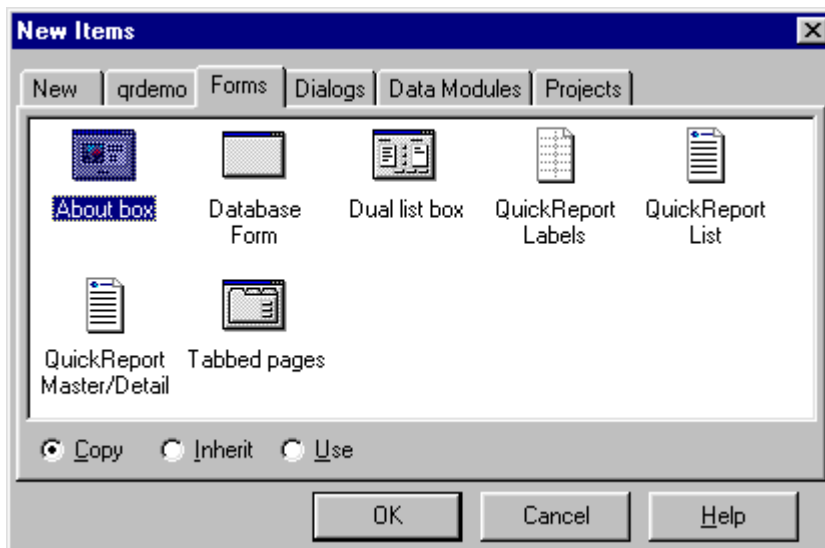 New Items
New qrdemo Forms Dialogs Data Modules Projects
About box Database Form Dual list box QuickReport Labels QuickReport List
QuickReport Master/Detail Tabbed pages
Copy Inherit Use
OK Cancel Help